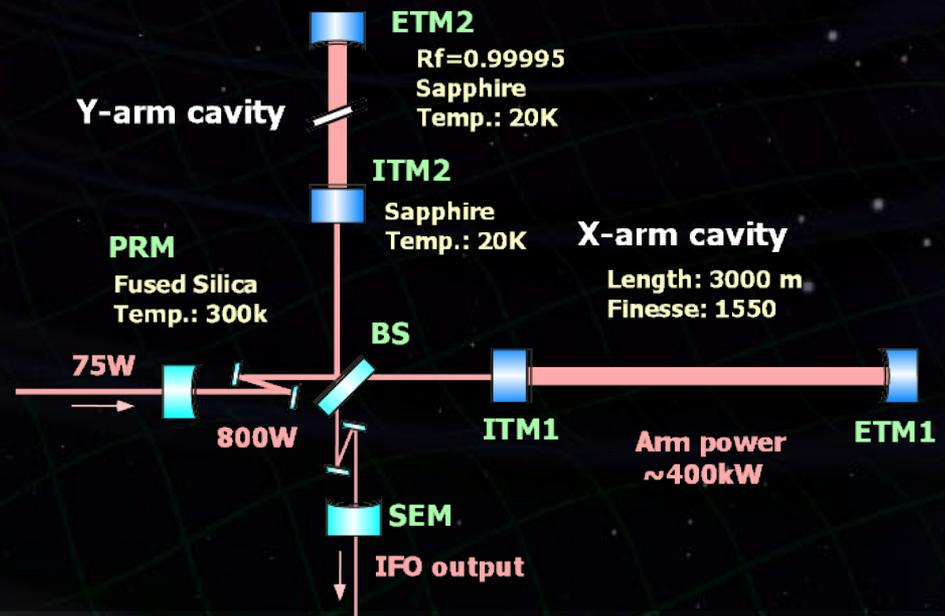 ETM2
Rf=0.99995
Sapphire
Temp.: 20K
Y-arm cavity
ITM2
Sapphire
Temp.: 20K
X-arm cavity
Length: 3000 m
Finesse: 1550
PRM
Fused Silica
Temp.: 300k
BS
75W
800W
ITM1
ETM1
Arm power
~400kW
SEM
IFO output